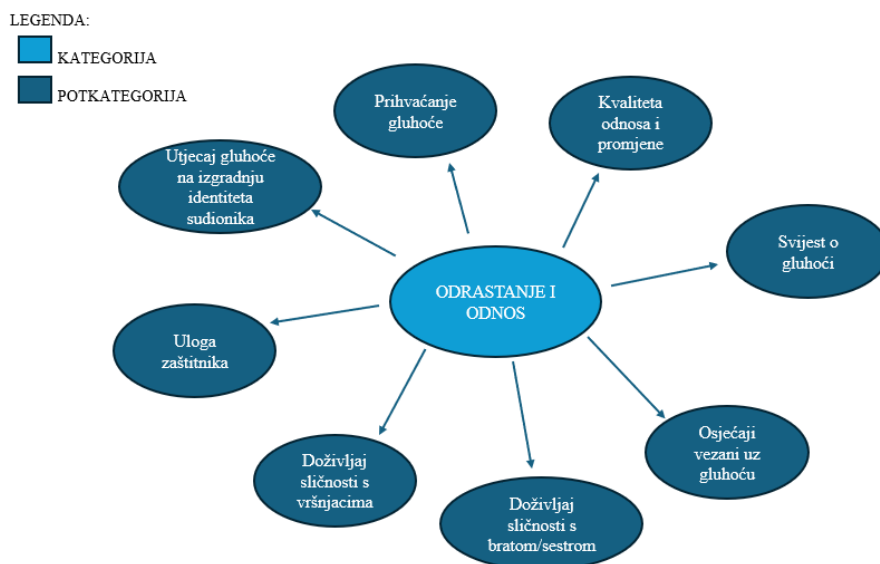 LEGENDA:
KATEGORIJA
POTKATEGORIJA
Prihvaćanje
gluhoće
Kvaliteta
odnosa i
promjene
Utjecaj gluhoće
na izgradnju
identiteta
sudionika
Svijest o
gluhoći
ODRASTANJE I
ODNOS
Uloga
zaštitnika
Osjećaji
vezani uz
gluhoću
Doživljaj
sličnosti s
vršnjacima
Doživljaj
sličnosti s
bratom/sestrom